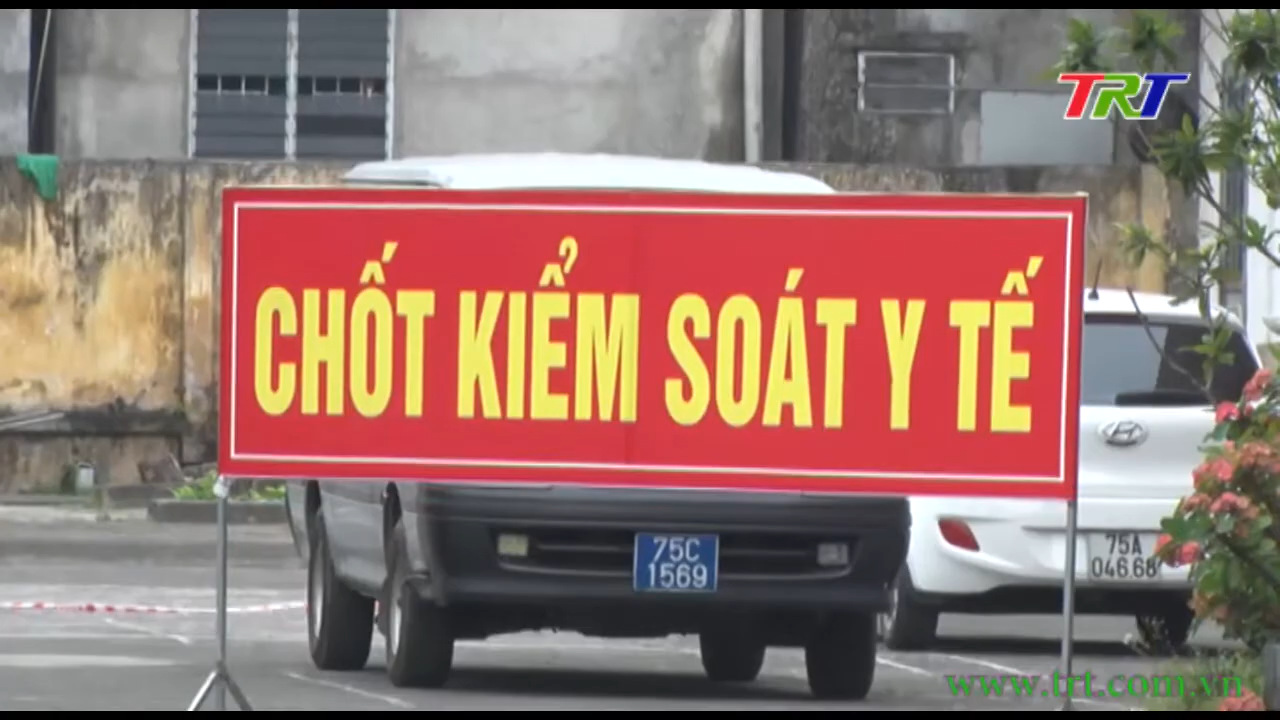 TRT
CHỐT KIỂM SOÁT Y TẾ
75C
1569
75A
046.68
www.trt.com.vn